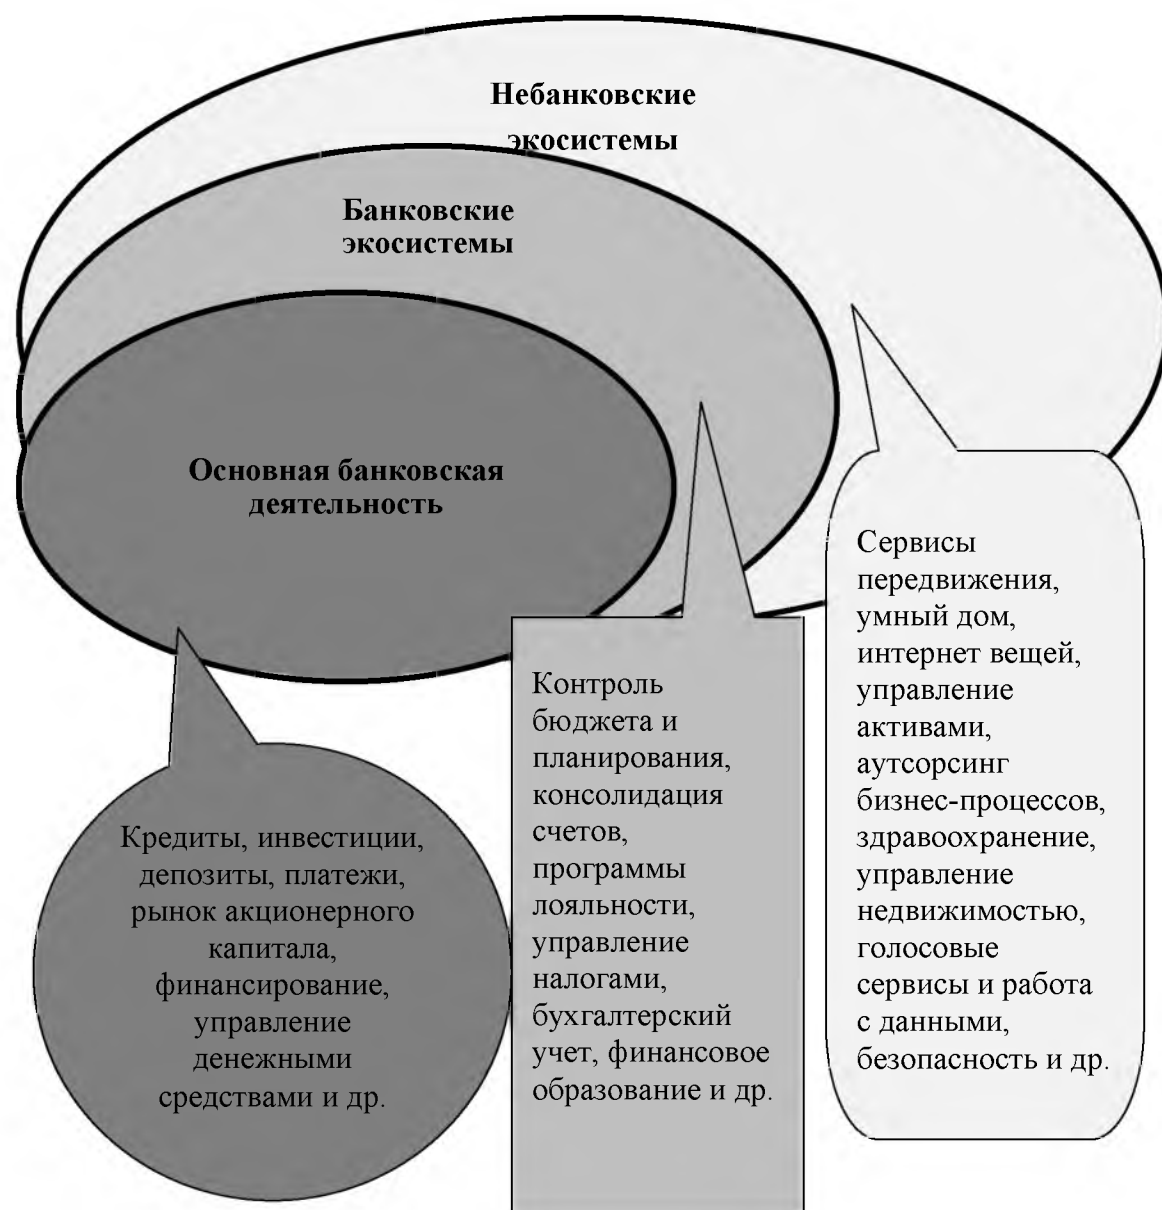 Небанковские
экосистемы
Банковские
экосистемы
Основная банковская
деятельность
Кредиты, инвестиции,
депозиты, платежи,
рынок акционерного
капитала,
финансирование,
управление
денежными
средствами и др.
Контроль
бюджета и
планирования,
консолидация
счетов,
программы
лояльности,
управление
налогами,
бухгалтерский
учет, финансовое
образование и др.
Сервисы
передвижения,
умный дом,
интернет вещей,
управление
активами,
аутсорсинг
бизнес-процессов,
здравоохранение,
управление
недвижимостью,
голосовые
сервисы и работа
с данными,
безопасность и др.